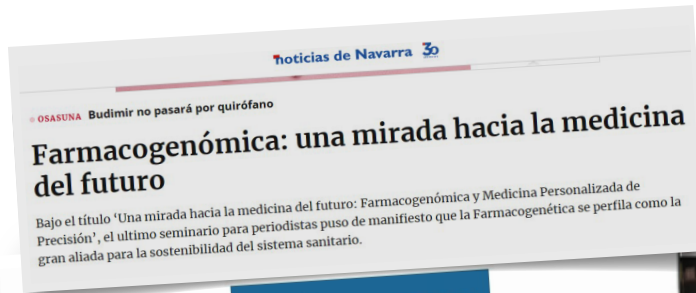 noticias de Navarra 30
OSASUNA Budimir no pasará por quirófano
Farmacogenómica: una mirada hacia la medicina
del futuro
Bajo el título ‘Una mirada hacia la medicina del futuro: Farmacogenómica y Medicina Personalizada de
Precisión’, el ultimo seminario para periodistas puso de manifiesto que la Farmacogenética se perfila como la
gran aliada para la sostenibilidad del sistema sanitario.